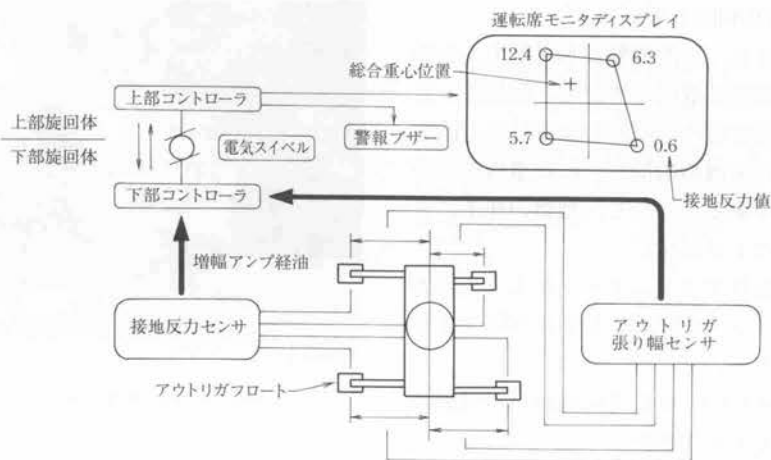 運転席モニタディスプレイ
12.4
6.3
総合重心位置
上部コントローラ
上部旋回体
警報ブザー
下部旋回体
電気スイベル
5.7
0.6
下部コントローラ
接地反力値
増幅アンプ経油
接地反力センサ
アウトリガ
張り幅センサ
アウトリガフロート